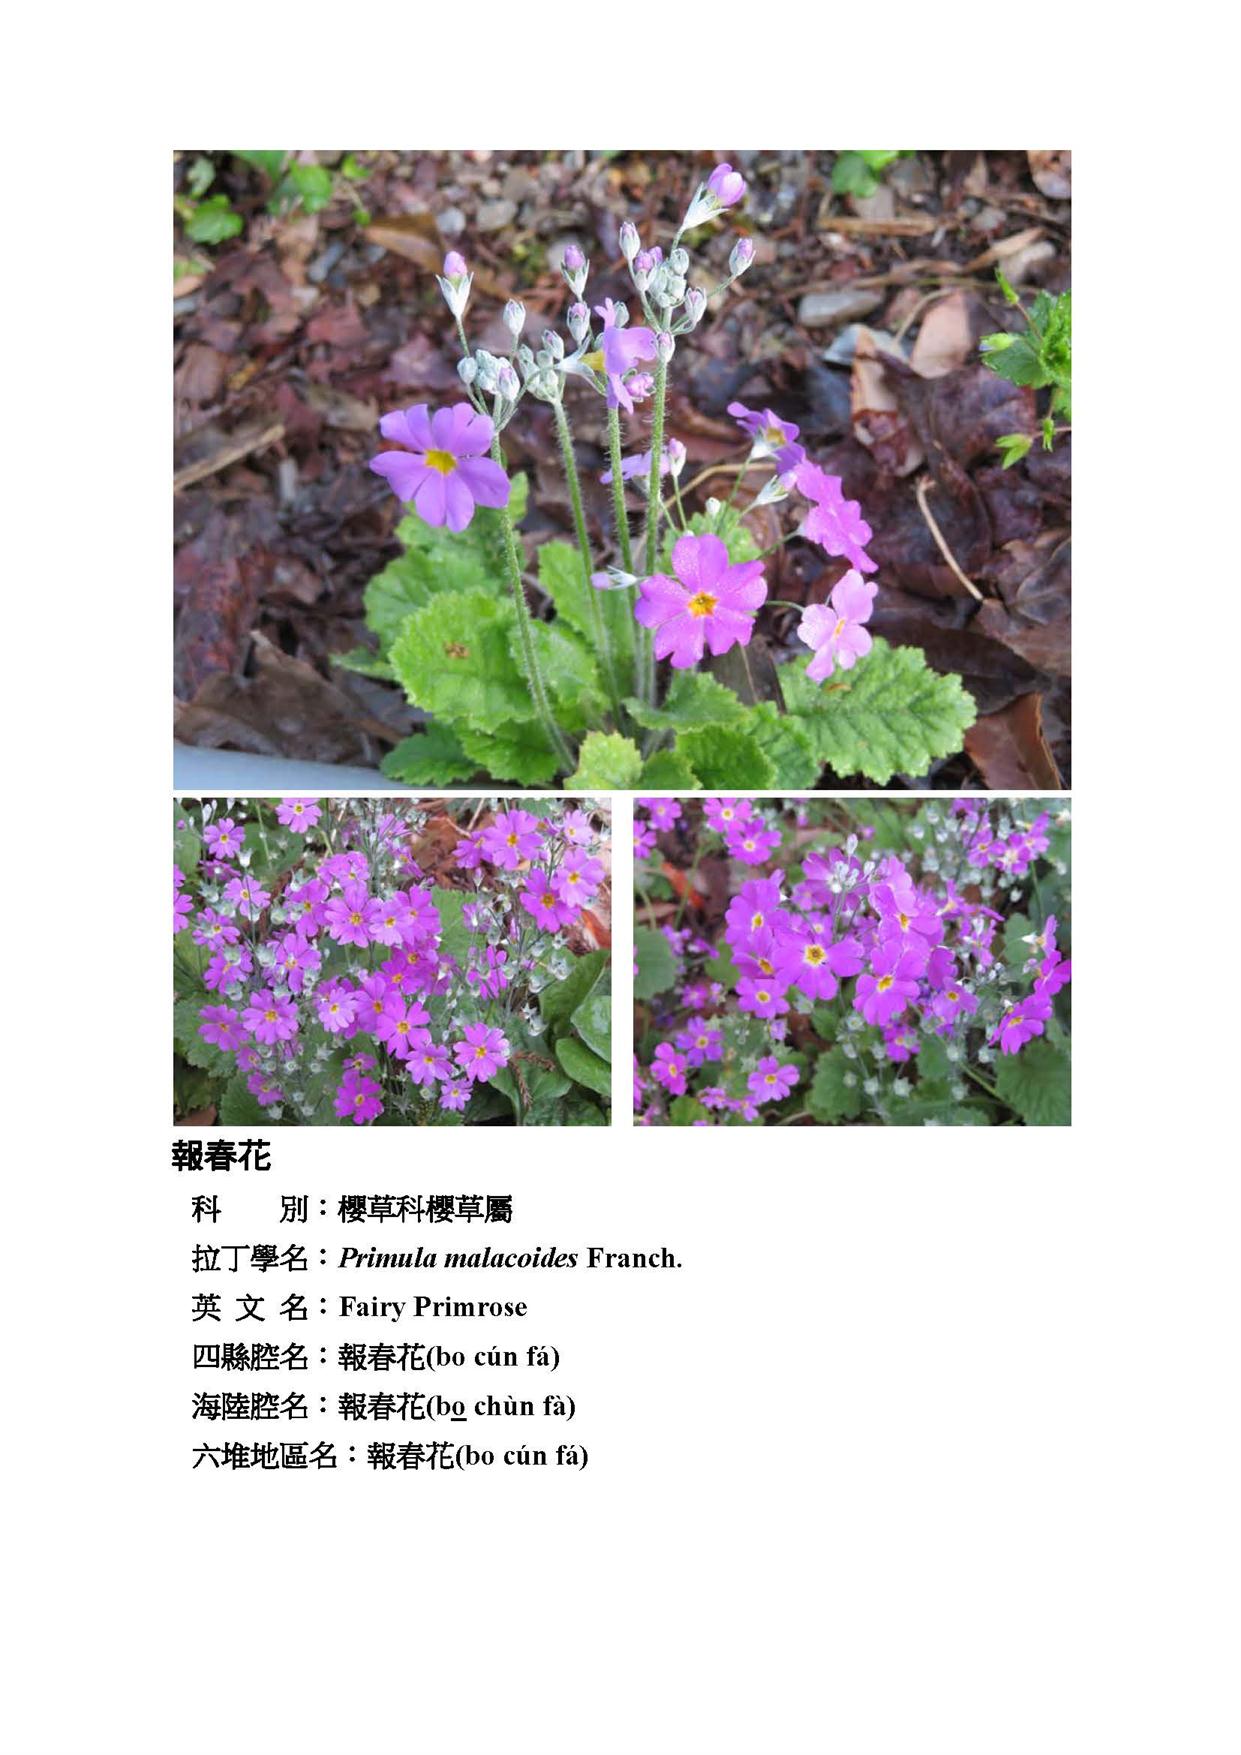 報春花
科　　別：櫻草科櫻草屬
拉丁學名：Primula malacoides Franch.
英 文 名：Fairy Primrose
四縣腔名：報春花(bo cún fá)
海陸腔名：報春花(bo chùn fà)
六堆地區名：報春花(bo cún fá)